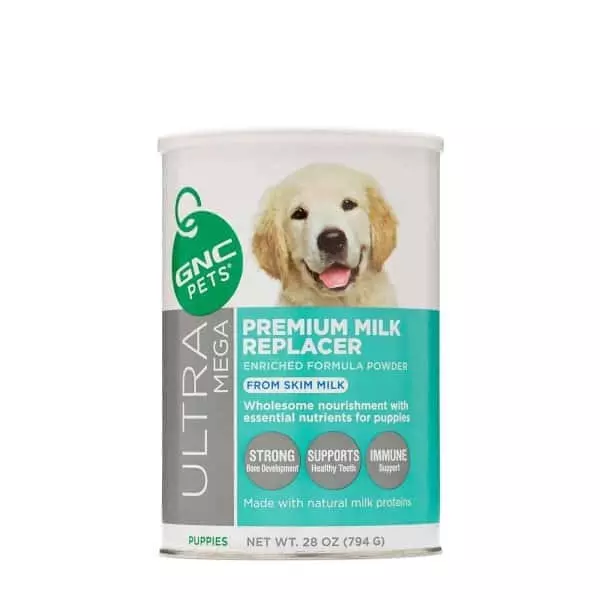 GNC
PETS®
ULTRA
MEGA
PREMIUM MILK
REPLACER
ENRICHED FORMULA POWDER
FROM SKIM MILK
Wholesome nourishment with
essential nutrients for puppies
STRONG
Bone Development
SUPPORTS
Healthy Teeth
IMMUNE
Support
Made with natural milk proteins
PUPPIES
NET WT. 28 OZ (794 G)